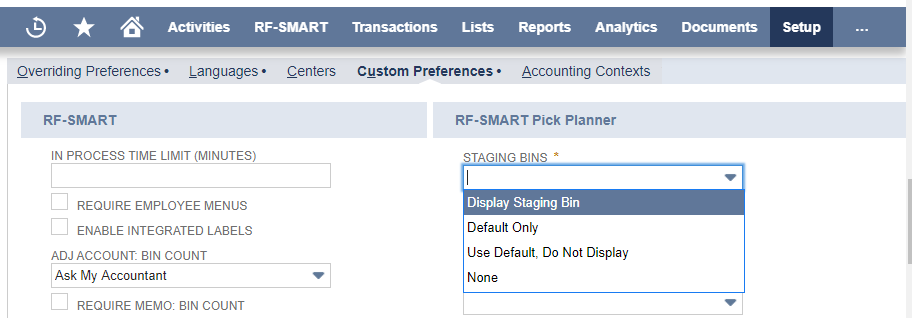 Activities RF-SMART Transactions Lists Reports Analytics Documents Setup ...
Overriding Preferences • Languages • Centers Custom Preferences • Accounting Contexts
RF-SMART
IN PROCESS TIME LIMIT (MINUTES)
REQUIRE EMPLOYEE MENUS
ENABLE INTEGRATED LABELS
ADJ ACCOUNT: BIN COUNT
Ask My Accountant
REQUIRE MEMO: BIN COUNT
RF-SMART Pick Planner
STAGING BINS *
Display Staging Bin
Default Only
Use Default, Do Not Display
None